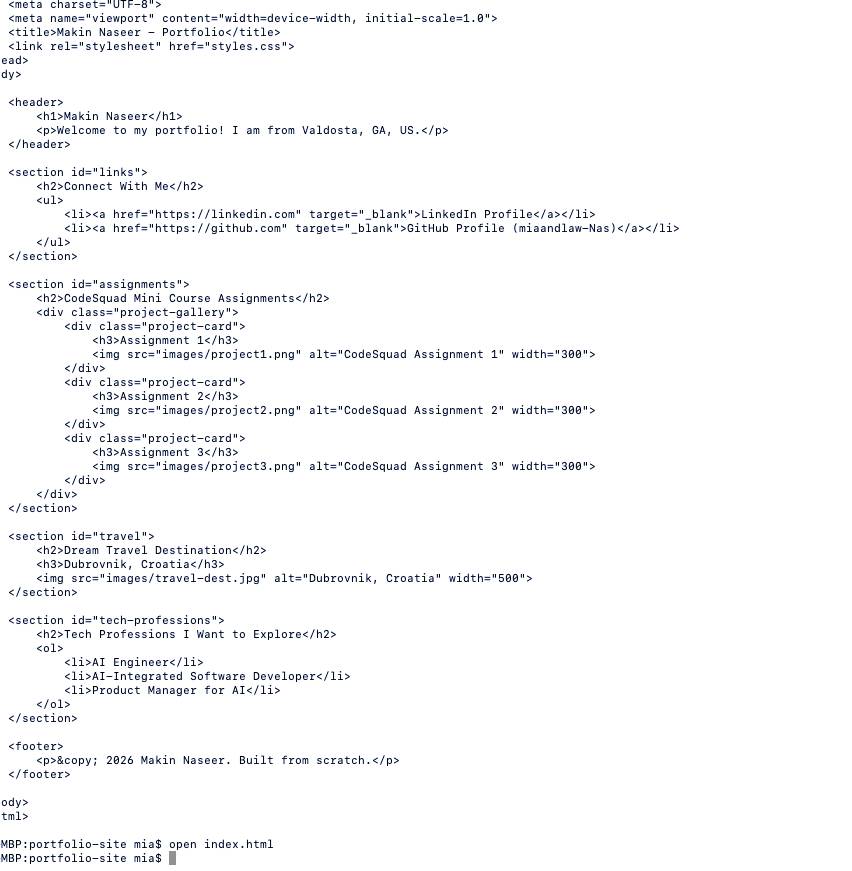 <meta charset="UTF-8">
<meta name="viewport" content="width=device-width, initial-scale=1.0">
<title>Makin Naseer - Portfolio</title>
<link rel="stylesheet" href="styles.css">
ead>
dy>
<header>
<h1>Makin Naseer</h1>
<p>Welcome to my portfolio! I am from Valdosta, GA, US.</p>
</header>
<section id="links">
<h2>Connect With Me</h2>
<ul>
<li><a href="https://linkedin.com" target="_blank">LinkedIn Profile</a></li>
<li><a href="https://github.com" target="_blank">GitHub Profile (miaandlaw-Nas)</a></li>
</ul>
</section>
<section id="assignments">
<h2>CodeSquad Mini Course Assignments</h2>
<div class="project-gallery">
<div class="project-card">
<h3>Assignment 1</h3>
<img src="images/project1.png" alt="CodeSquad Assignment 1" width="300">
</div>
<div class="project-card">
<h3>Assignment 2</h3>
<img src="images/project2.png" alt="CodeSquad Assignment 2" width="300">
</div>
<div class="project-card">
<h3>Assignment 3</h3>
<img src="images/project3.png" alt="CodeSquad Assignment 3" width="300">
</div>
</div>
</section>
<section id="travel">
<h2>Dream Travel Destination</h2>
<h3>Dubrovnik, Croatia</h3>
<img src="images/travel-dest.jpg" alt="Dubrovnik, Croatia" width="500">
</section>
<section id="tech-professions">
<h2>Tech Professions I Want to Explore</h2>
<ol>
<li>AI Engineer</li>
<li>AI-Integrated Software Developer</li>
<li>Product Manager for AI</li>
</ol>
</section>
<footer>
<p>&copy; 2026 Makin Naseer. Built from scratch.</p>
</footer>
ody>
tml>
MBP:portfolio-site mia$ open index.html
MBP:portfolio-site mia$